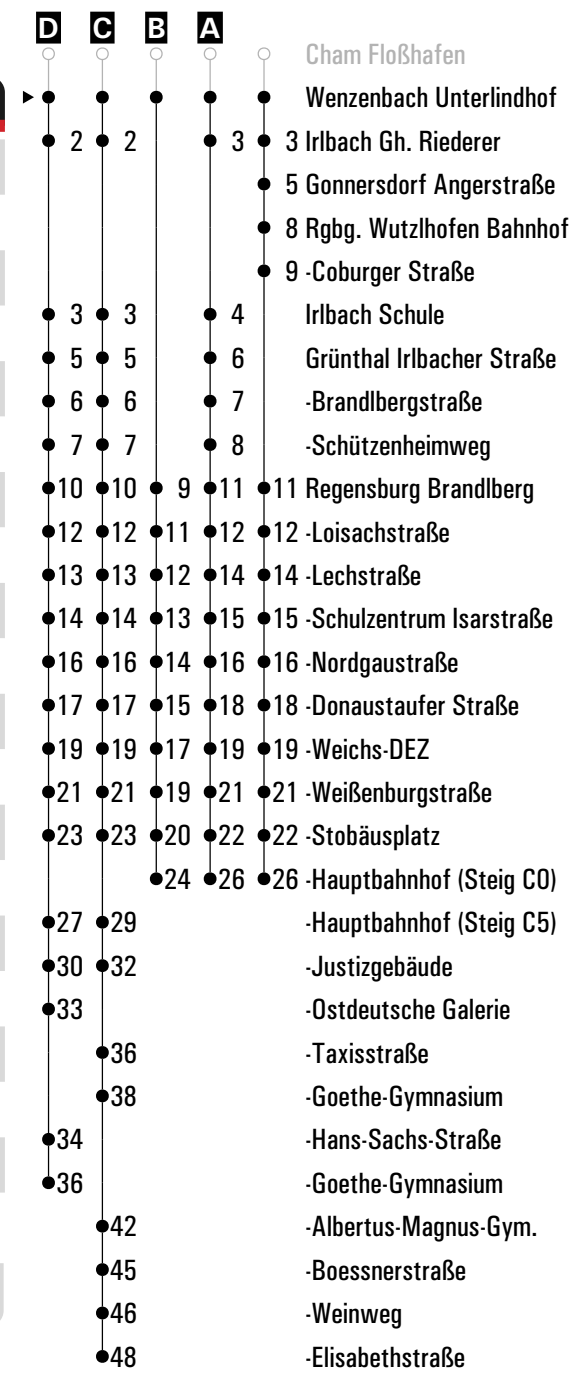 D C B A
Cham Floßhafen
Wenzenbach Unterlindhof
2 2 3 3 Irlbach Gh. Riederer
5 Gonnersdorf Angerstraße
8 Rgbg. Wutzlhofen Bahnhof
9 -Coburger Straße
3 3 4 Irlbach Schule
5 5 6 Grünthal Irlbacher Straße
6 6 7 -Brandlbergstraße
7 7 8 -Schützenheimweg
10 10 9 11 11 Regensburg Brandlberg
12 12 11 12 12 -Loisachstraße
13 13 12 14 14 -Lechstraße
14 14 13 15 15 -Schulzentrum Isarstraße
16 16 14 16 16 -Nordgaustraße
17 17 15 18 18 -Donaustaufer Straße
19 19 17 19 19 -Weichs-DEZ
21 21 19 21 21 -Weißenburgstraße
23 23 20 22 22 -Stobäusplatz
24 26 26 -Hauptbahnhof (Steig C0)
27 29 -Hauptbahnhof (Steig C5)
30 32 -Justizgebäude
33 -Ostdeutsche Galerie
36 -Taxisstraße
38 -Goethe-Gymnasium
34 -Hans-Sachs-Straße
36 -Goethe-Gymnasium
42 -Albertus-Magnus-Gym.
45 -Boessnerstraße
46 -Weinweg
48 -Elisabethstraße